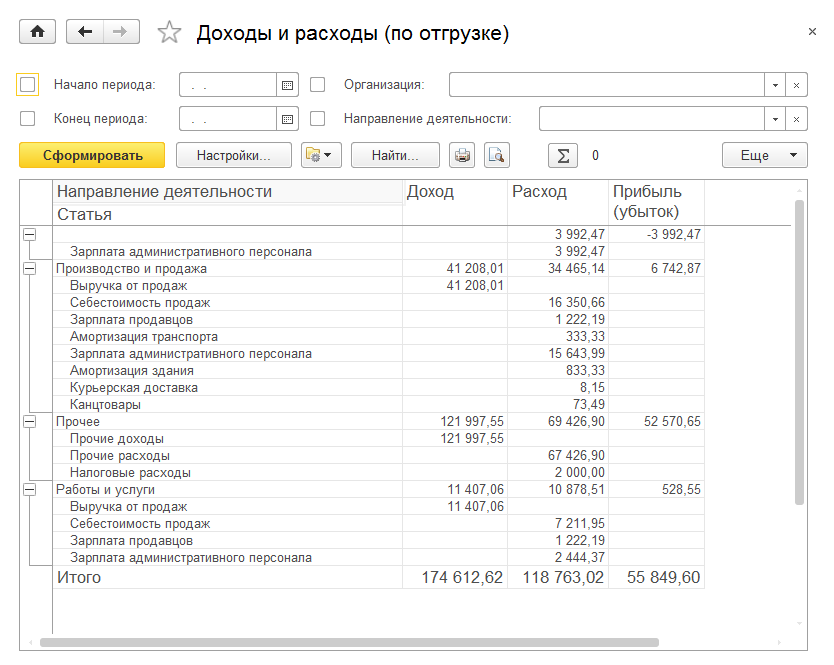 Доходы и расходы (по отгрузке)
Начало периода: . . Организация:
Конец периода: . . Направление деятельности:
Сформировать Настройки... Найти... Σ 0 Еще
Направление деятельности Доход Расход Прибыль
Статья (убыток)
3 992,47 -3 992,47
Зарплата административного персонала 3 992,47
Производство и продажа 41 208,01 34 465,14 6 742,87
Выручка от продаж 41 208,01
Себестоимость продаж 16 350,66
Зарплата продавцов 1 222,19
Амортизация транспорта 333,33
Зарплата административного персонала 15 643,99
Амортизация здания 833,33
Курьерская доставка 8,15
Канцтовары 73,49
Прочее 121 997,55 69 426,90 52 570,65
Прочие доходы 121 997,55
Прочие расходы 67 426,90
Налоговые расходы 2 000,00
Работы и услуги 11 407,06 10 878,51 528,55
Выручка от продаж 11 407,06
Себестоимость продаж 7 211,95
Зарплата продавцов 1 222,19
Зарплата административного персонала 2 444,37
Итого 174 612,62 118 763,02 55 849,60